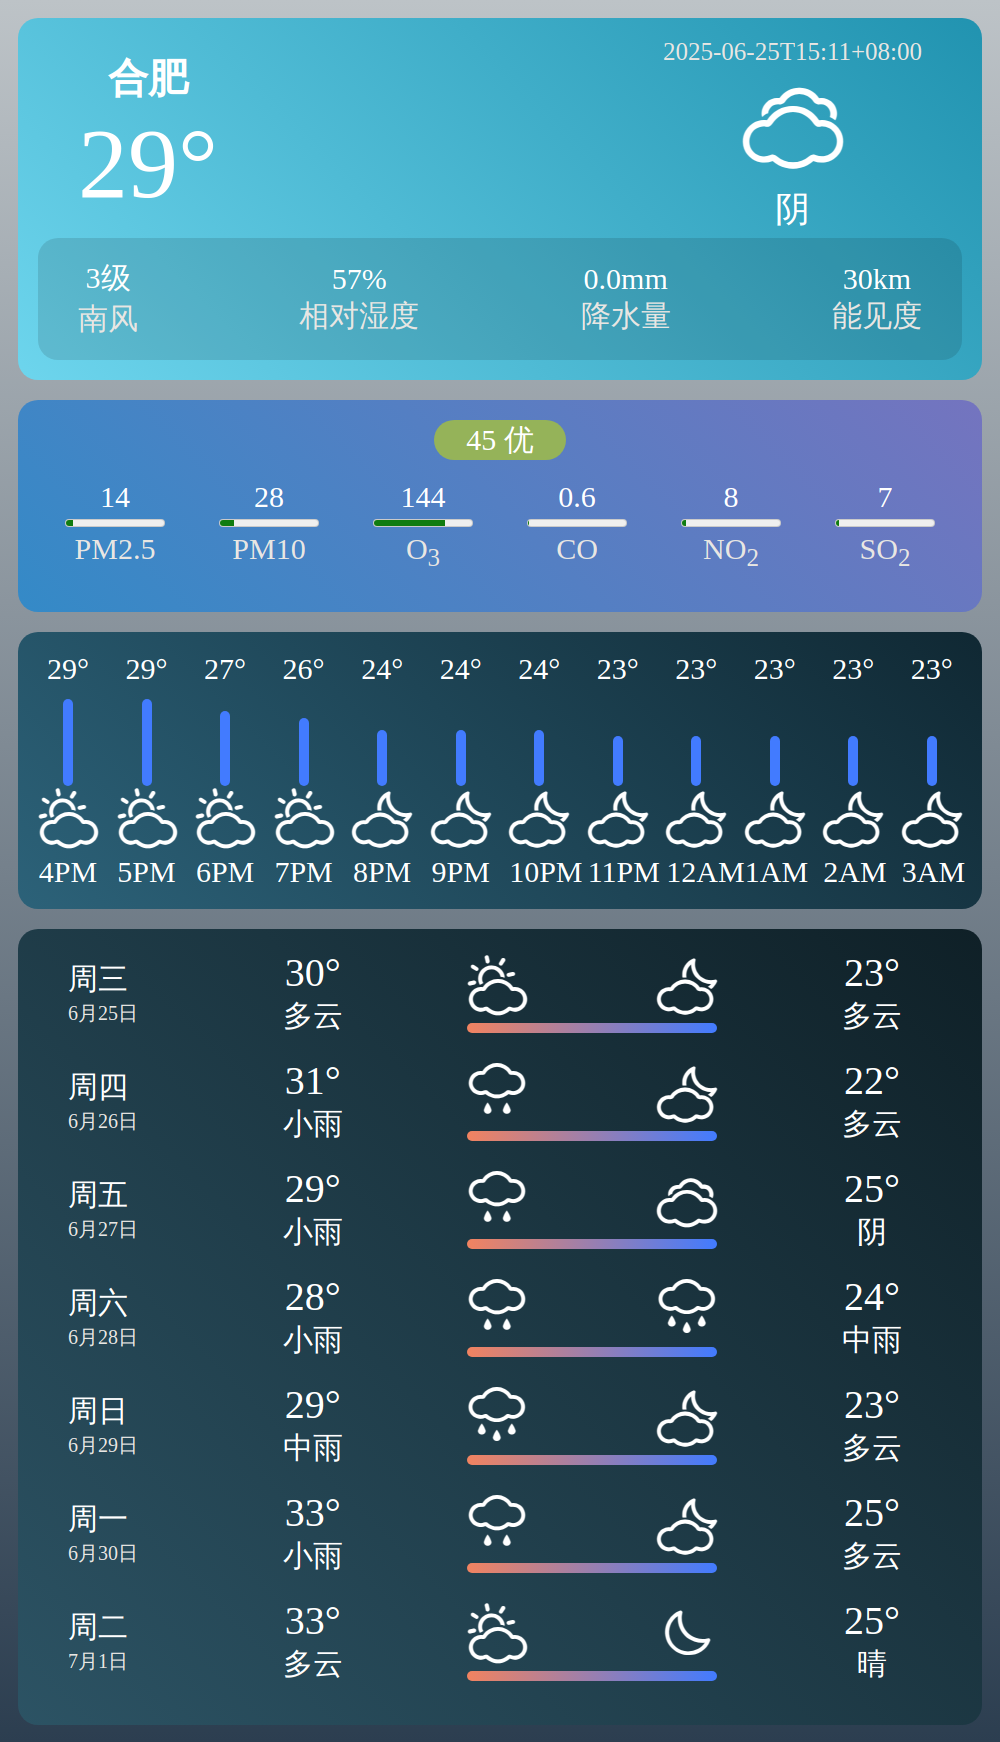 合肥
2025-06-25T15:11+08:00
29°
阴
3级 57% 0.0mm 30km
南风 相对湿度 降水量 能见度
45 优
14 28 144 0.6 8 7
PM2.5 PM10 O3 CO NO2 SO2
29° 29° 27° 26° 24° 24° 24° 23° 23° 23° 23° 23°
4PM 5PM 6PM 7PM 8PM 9PM 10PM 11PM 12AM 1AM 2AM 3AM
周三 30° 23°
6月25日 多云 多云
周四 31° 22°
6月26日 小雨 多云
周五 29° 25°
6月27日 小雨 阴
周六 28° 24°
6月28日 小雨 中雨
周日 29° 23°
6月29日 中雨 多云
周一 33° 25°
6月30日 小雨 多云
周二 33° 25°
7月1日 多云 晴